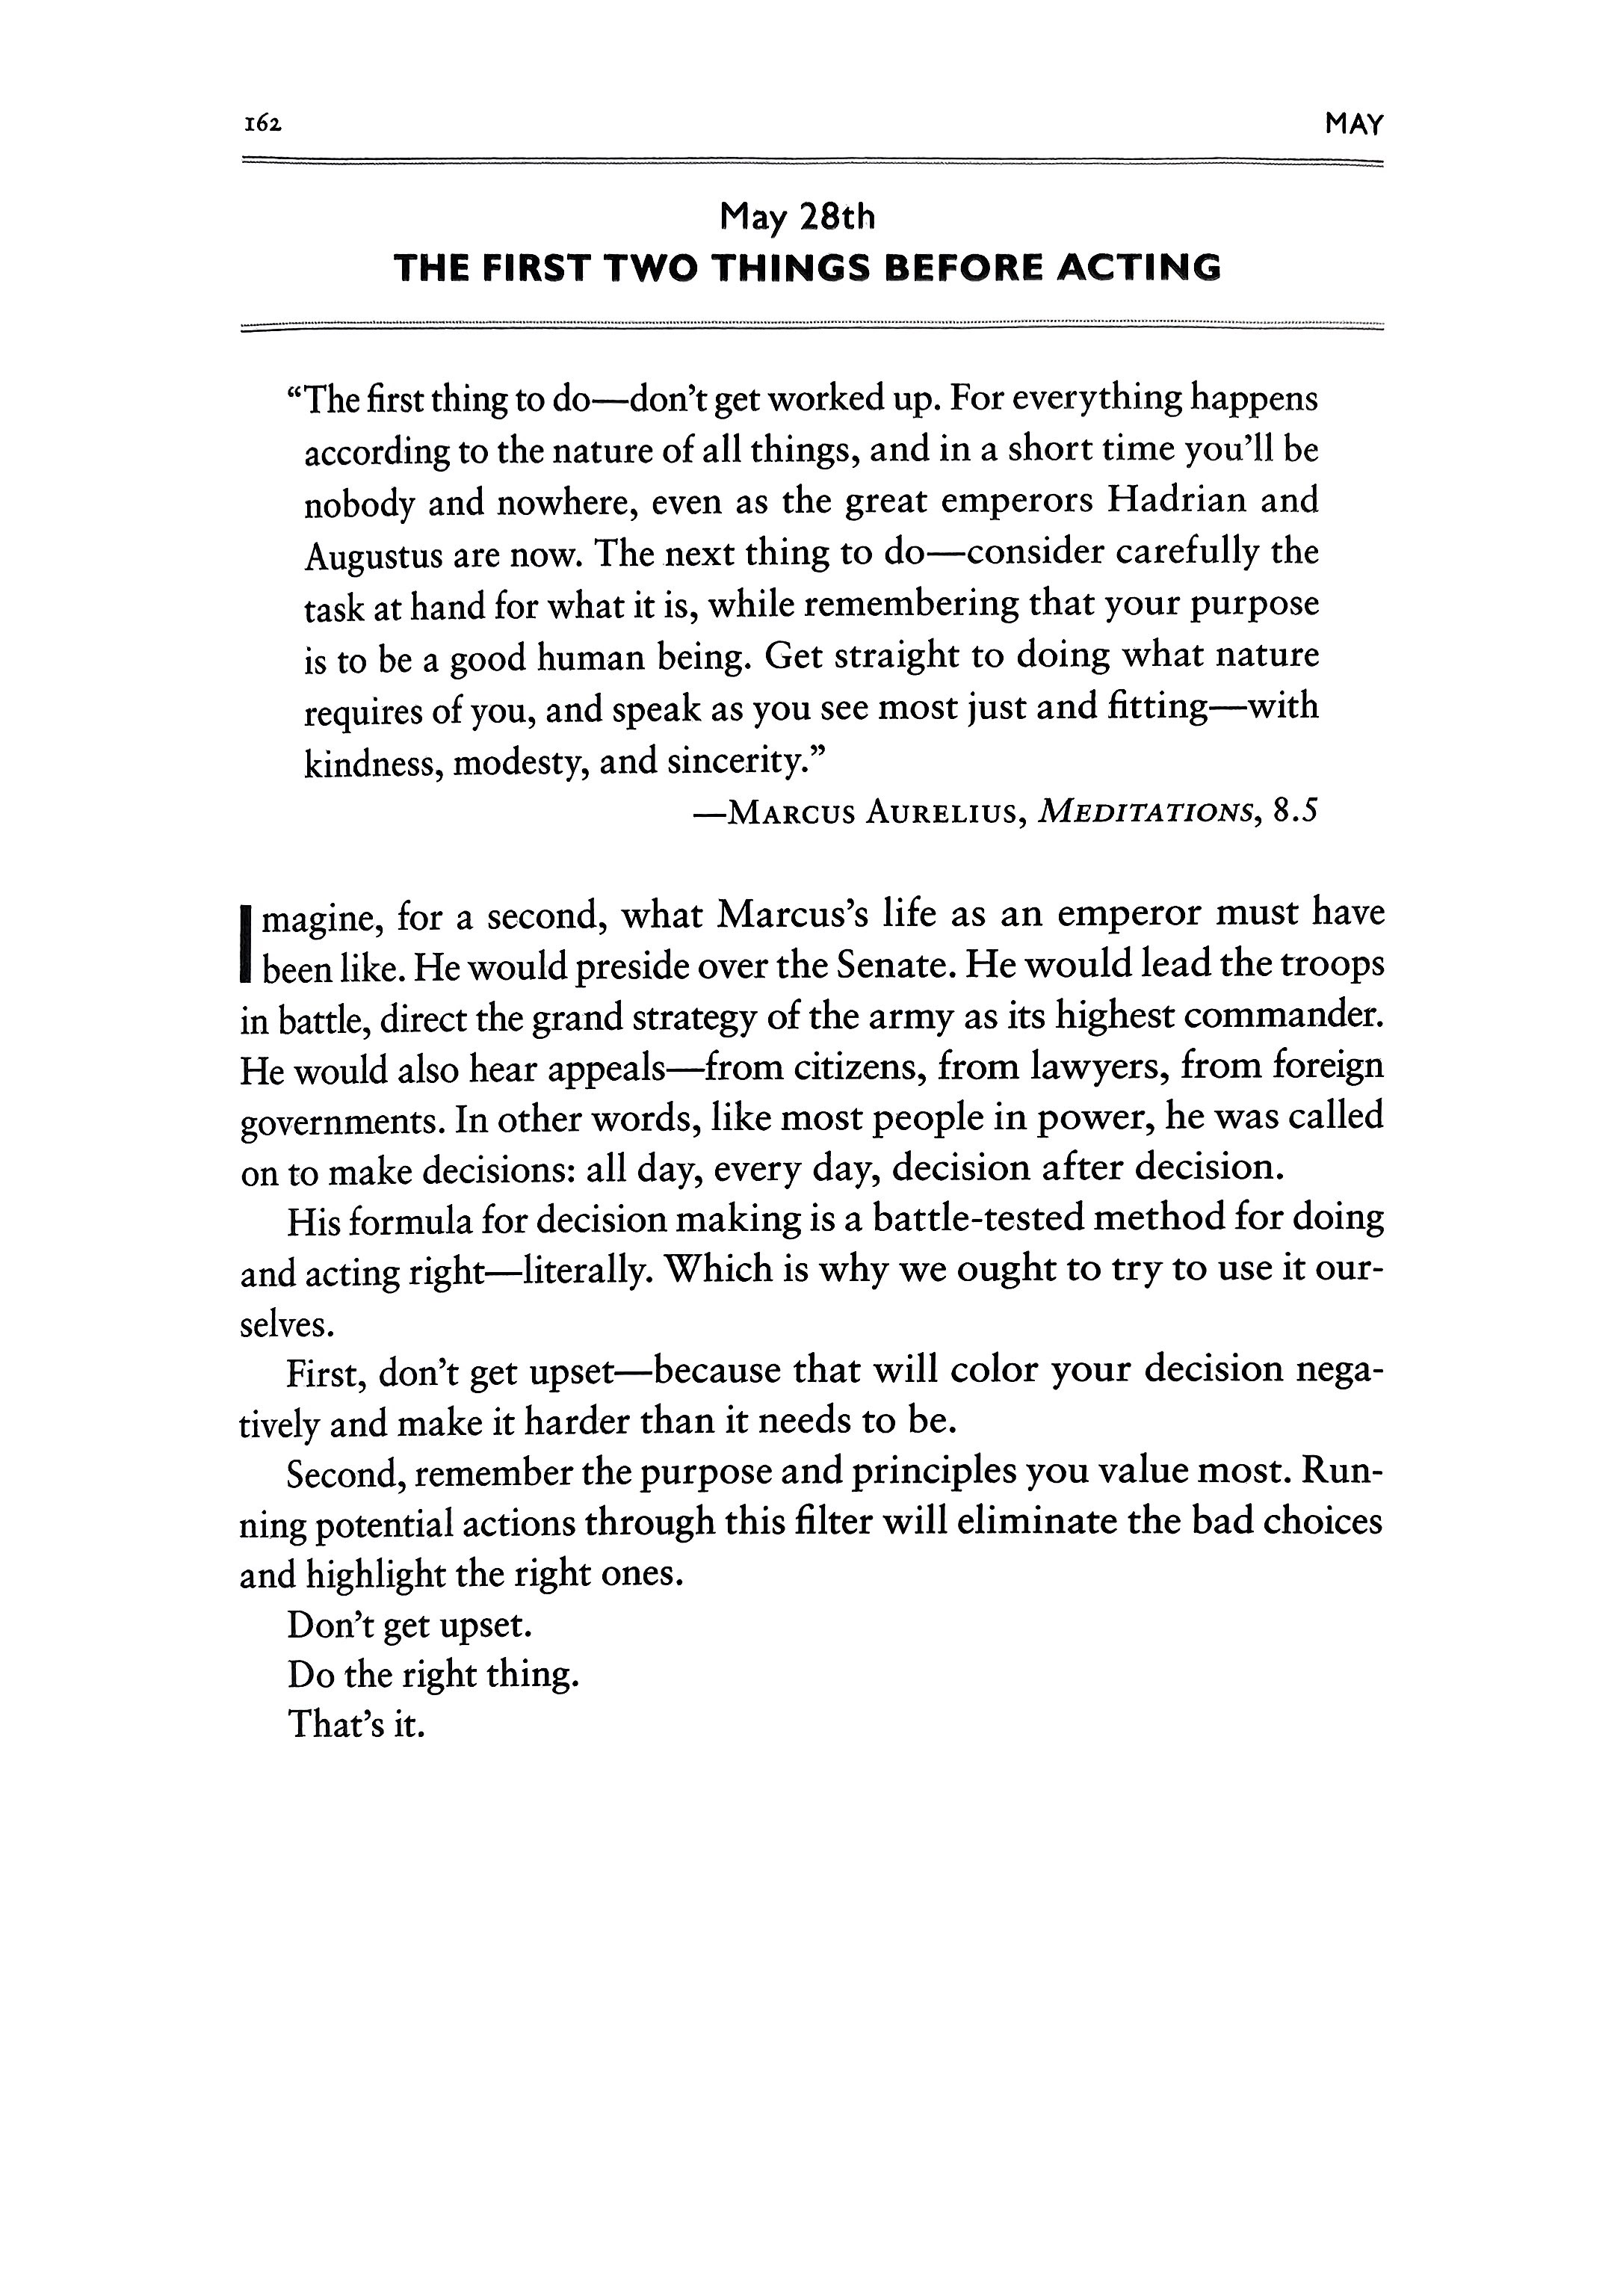 162 MAY
May 28th
THE FIRST TWO THINGS BEFORE ACTING
“The first thing to do—don’t get worked up. For everything happens
according to the nature of all things, and in a short time you’ll be
nobody and nowhere, even as the great emperors Hadrian and
Augustus are now. The next thing to do—consider carefully the
task at hand for what it is, while remembering that your purpose
is to be a good human being. Get straight to doing what nature
requires of you, and speak as you see most just and fitting—with
kindness, modesty, and sincerity.”
—MARCUS AURELIUS, MEDITATIONS, 8.5
Imagine, for a second, what Marcus’s life as an emperor must have
been like. He would preside over the Senate. He would lead the troops
in battle, direct the grand strategy of the army as its highest commander.
He would also hear appeals—from citizens, from lawyers, from foreign
governments. In other words, like most people in power, he was called
on to make decisions: all day, every day, decision after decision.
His formula for decision making is a battle-tested method for doing
and acting right—literally. Which is why we ought to try to use it our-
selves.
First, don’t get upset—because that will color your decision nega-
tively and make it harder than it needs to be.
Second, remember the purpose and principles you value most. Run-
ning potential actions through this filter will eliminate the bad choices
and highlight the right ones.
Don’t get upset.
Do the right thing.
That’s it.